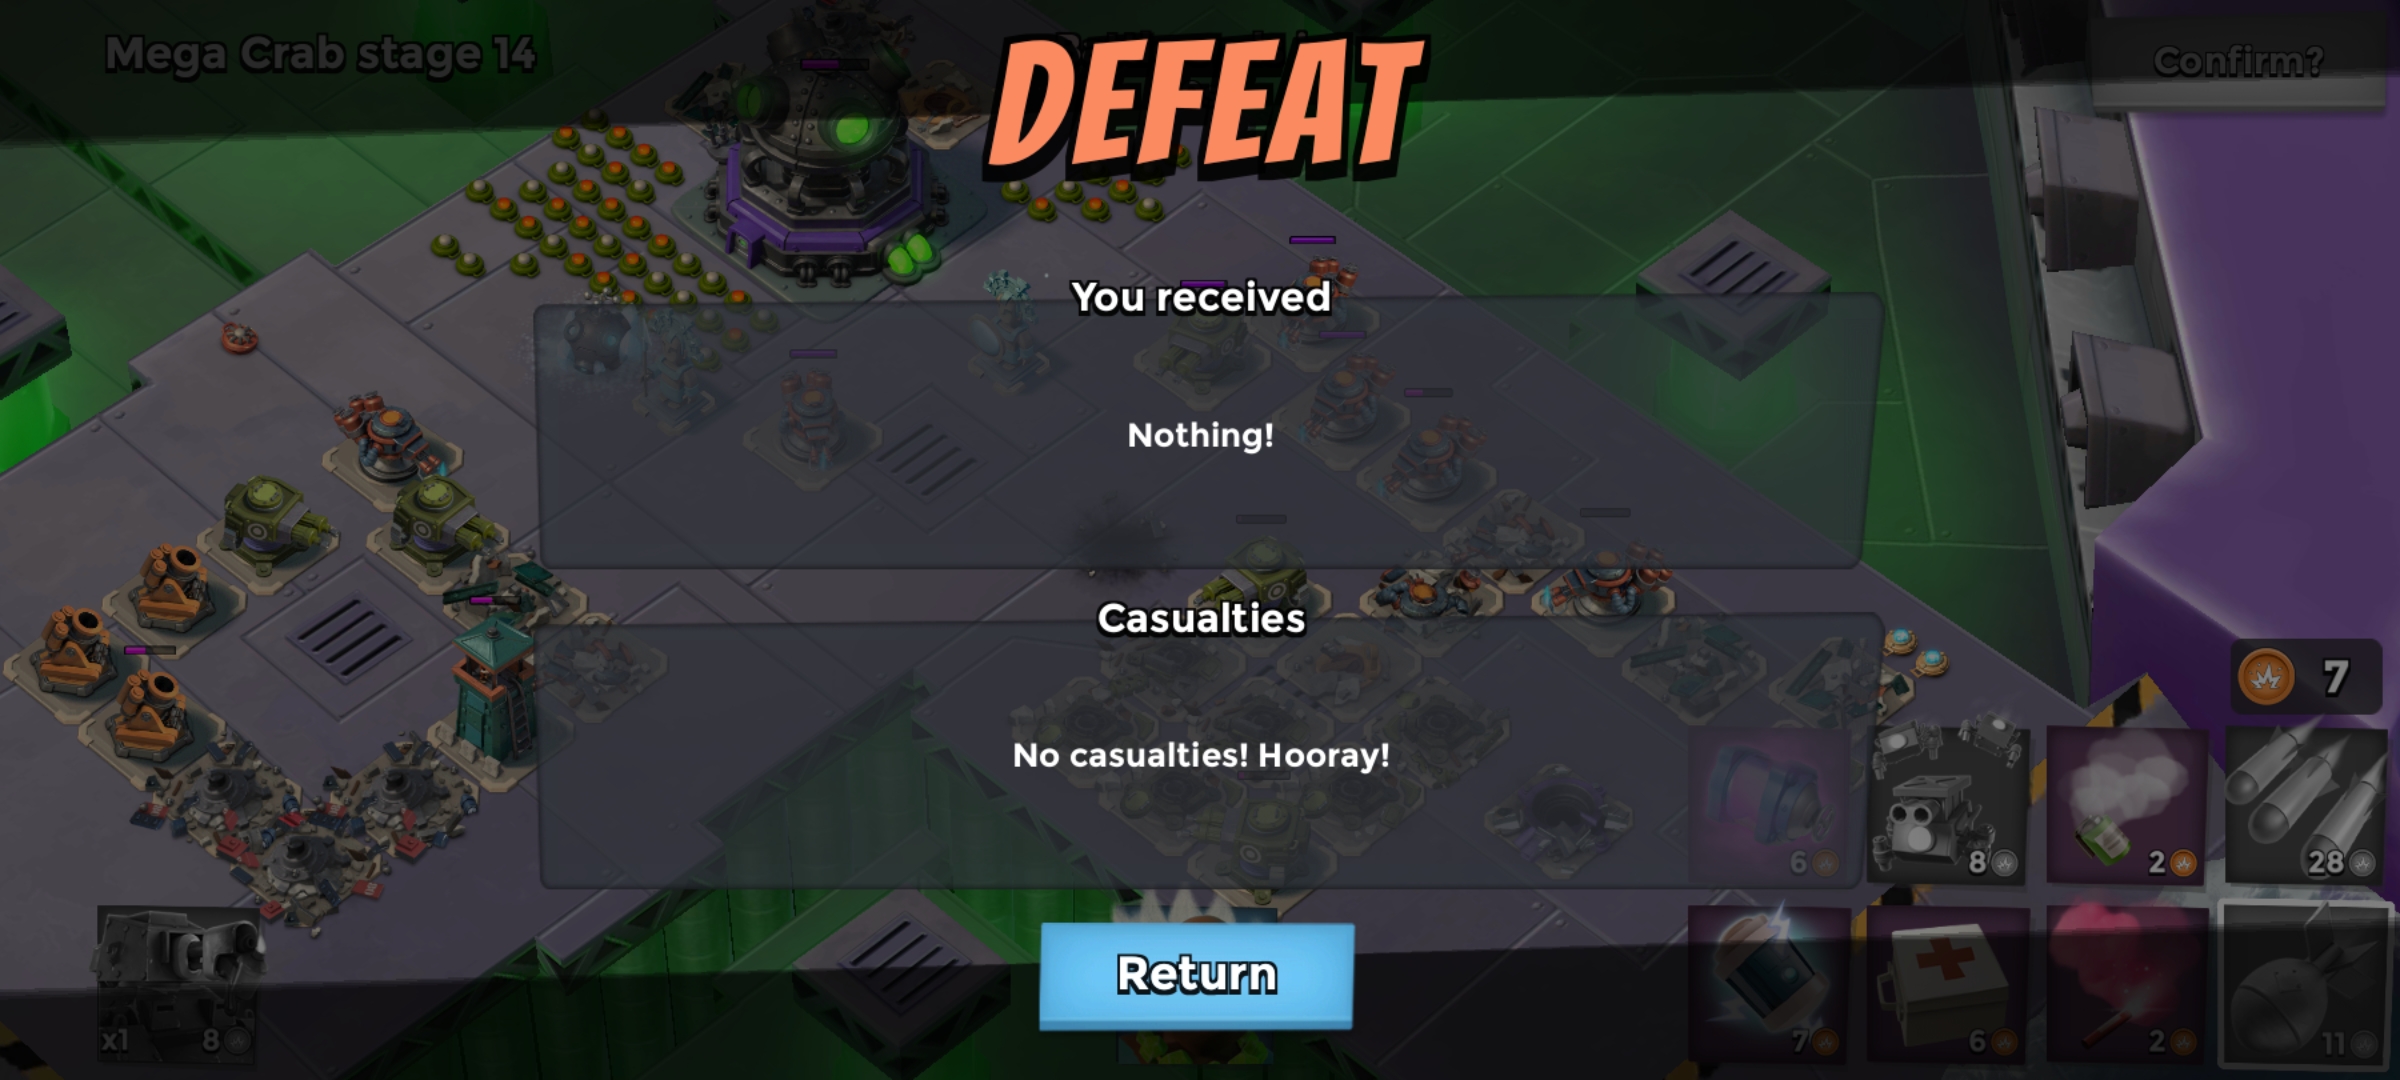 Mega Crab stage 14
DEFEAT
Confirm?
You received
Nothing!
Casualties
No casualties! Hooray!
7
6
8
2
28
Return
x1
8
7
6
2
11